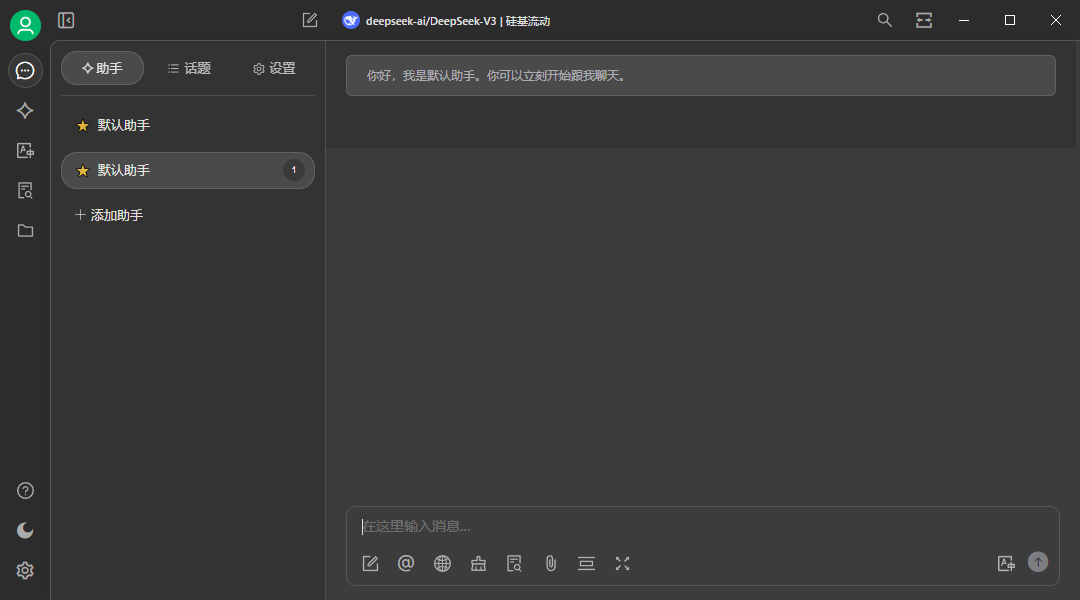 deepseek-ai/DeepSeek-V3 | 硅基流动
助手
话题
设置
默认助手
默认助手
1
添加助手
你好，我是默认助手。你可以立刻开始跟我聊天。
在这里输入消息...